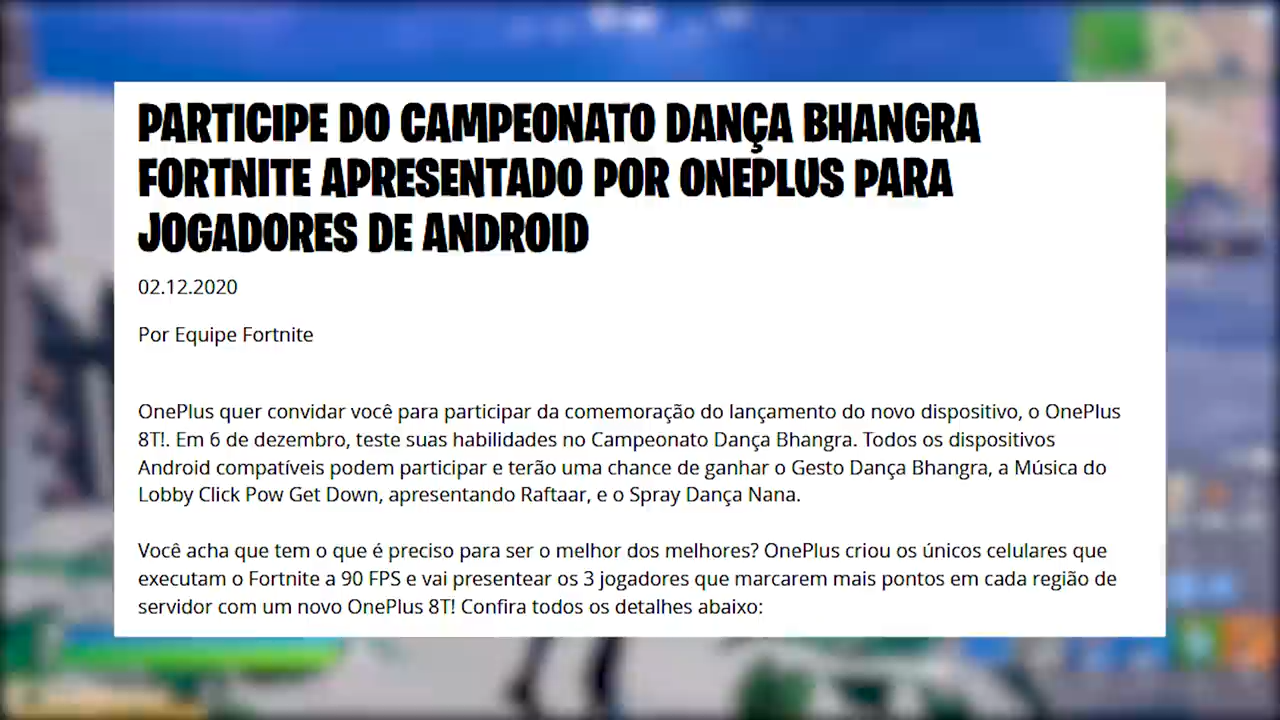 PARTICIPE DO CAMPEONATO DANÇA BHANGRA
FORTNITE APRESENTADO POR ONEPLUS PARA
JOGADORES DE ANDROID
02.12.2020
Por Equipe Fortnite
OnePlus quer convidar você para participar da comemoração do lançamento do novo dispositivo, o OnePlus
8T!. Em 6 de dezembro, teste suas habilidades no Campeonato Dança Bhangra. Todos os dispositivos
Android compatíveis podem participar e terão uma chance de ganhar o Gesto Dança Bhangra, a Música do
Lobby Click Pow Get Down, apresentando Raftaar, e o Spray Dança Nana.
Você acha que tem o que é preciso para ser o melhor dos melhores? OnePlus criou os únicos celulares que
executam o Fortnite a 90 FPS e vai presentear os 3 jogadores que marcarem mais pontos em cada região de
servidor com um novo OnePlus 8T! Confira todos os detalhes abaixo: